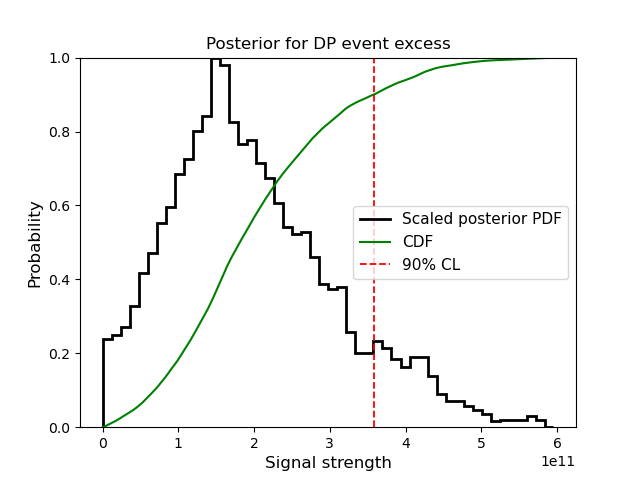 Posterior for DP event excess
Probability
1.0
0.8
0.6
0.4
0.2
0.0
Scaled posterior PDF
CDF
90% CL
0 1 2 3 4 5 6
1e11
Signal strength